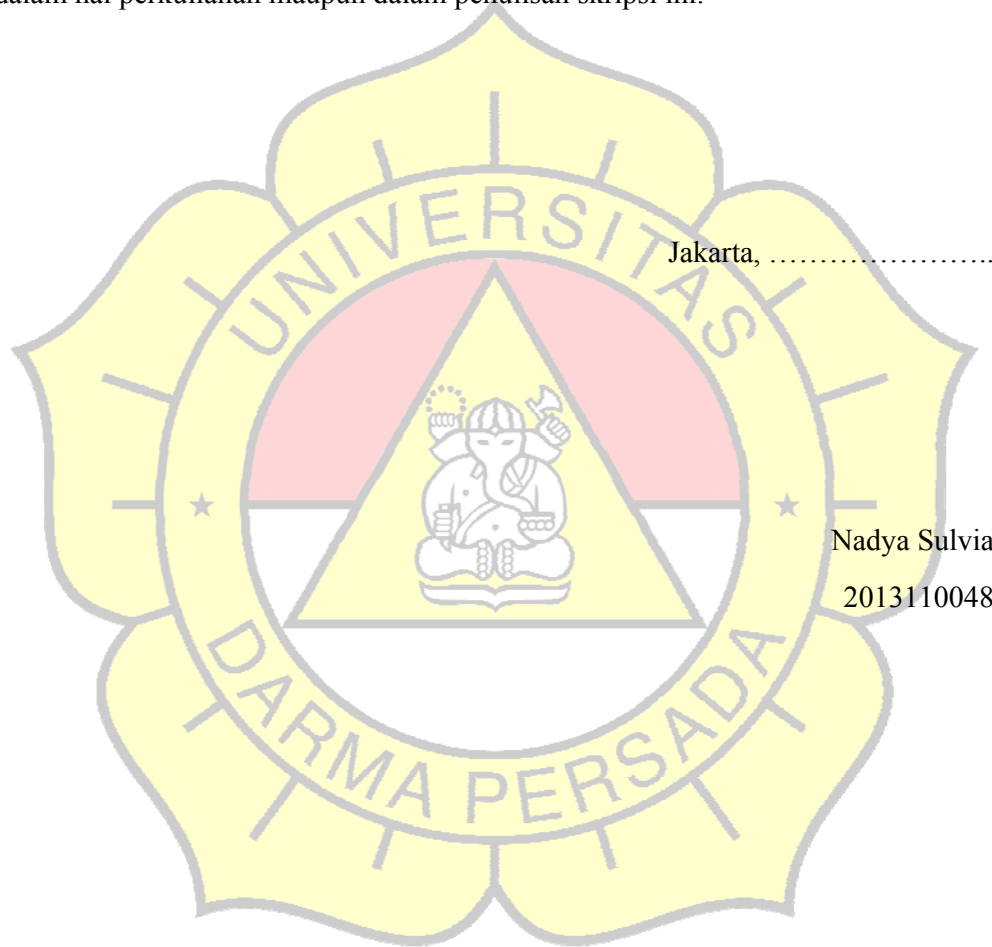 dalam hal perkuliahan maupun dalam penulisan skripsi ini.
UNIVERSITAS
Jakarta, …………………..
Nadya Sulvia
2013110048
DARMA PERSADA